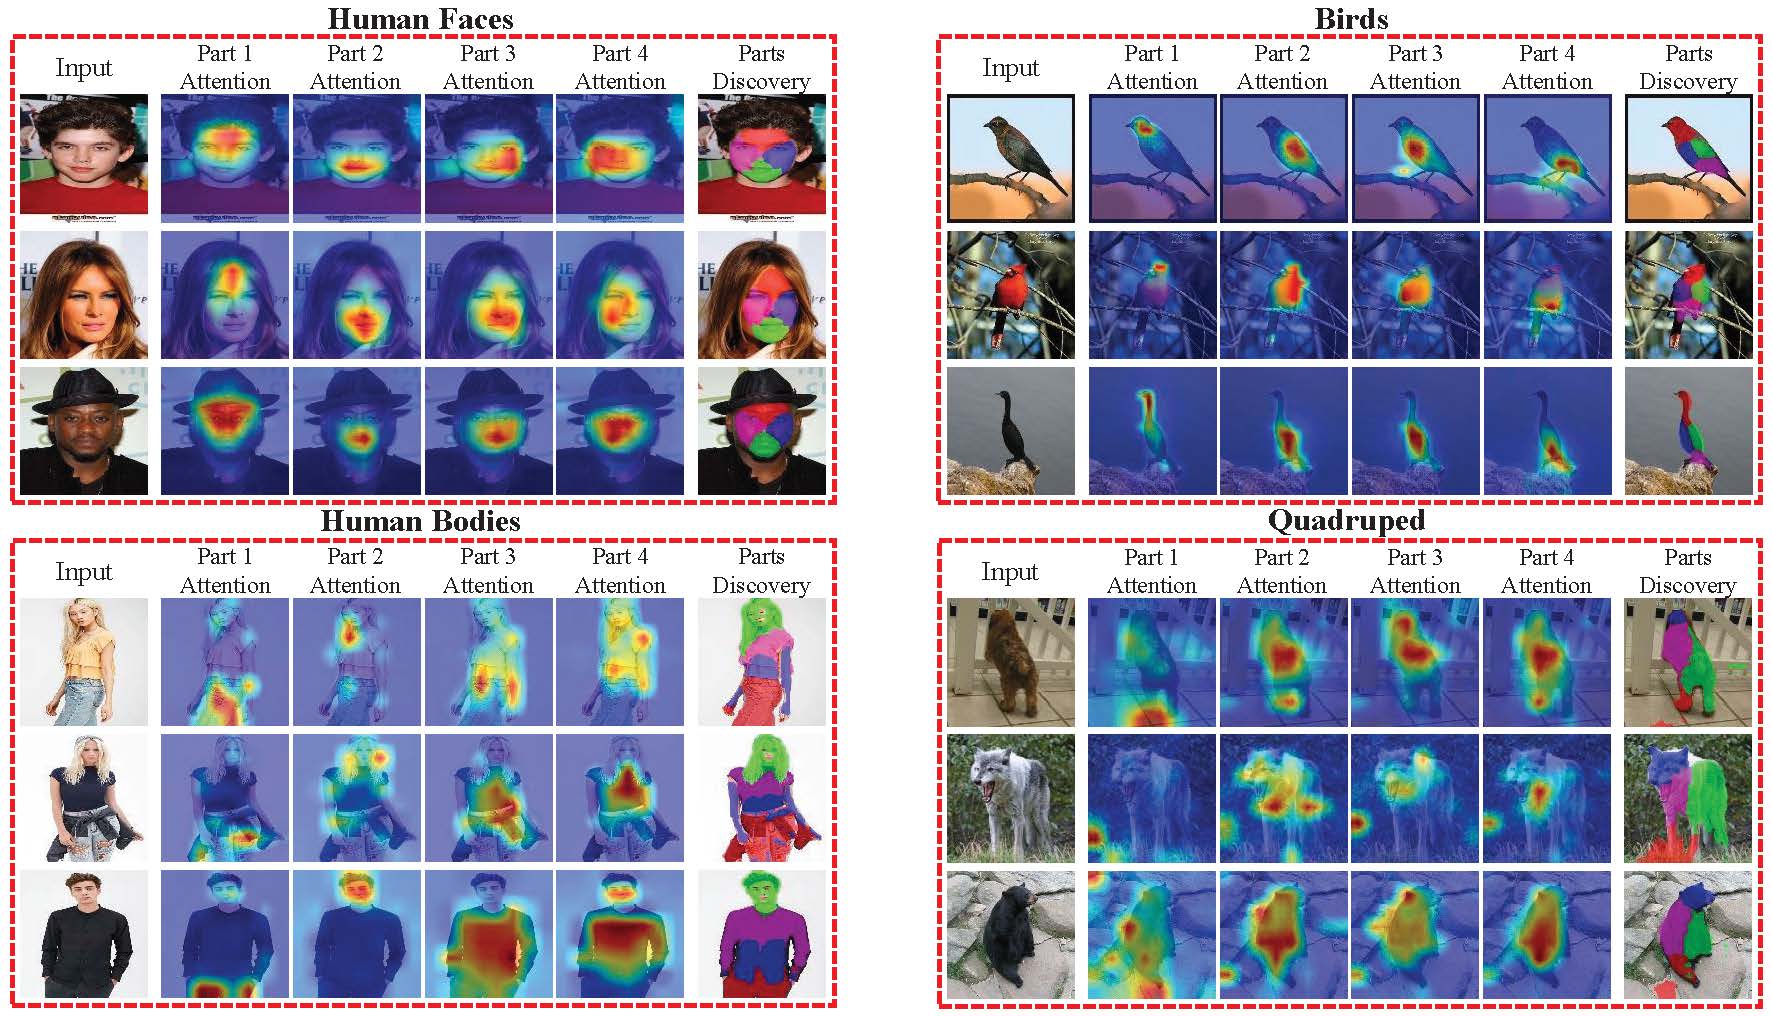 Human Faces
Input
Part 1
Attention
Part 2
Attention
Part 3
Attention
Part 4
Attention
Parts
Discovery
Birds
Input
Part 1
Attention
Part 2
Attention
Part 3
Attention
Part 4
Attention
Parts
Discovery
Human Bodies
Input
Part 1
Attention
Part 2
Attention
Part 3
Attention
Part 4
Attention
Parts
Discovery
Quadruped
Input
Part 1
Attention
Part 2
Attention
Part 3
Attention
Part 4
Attention
Parts
Discovery